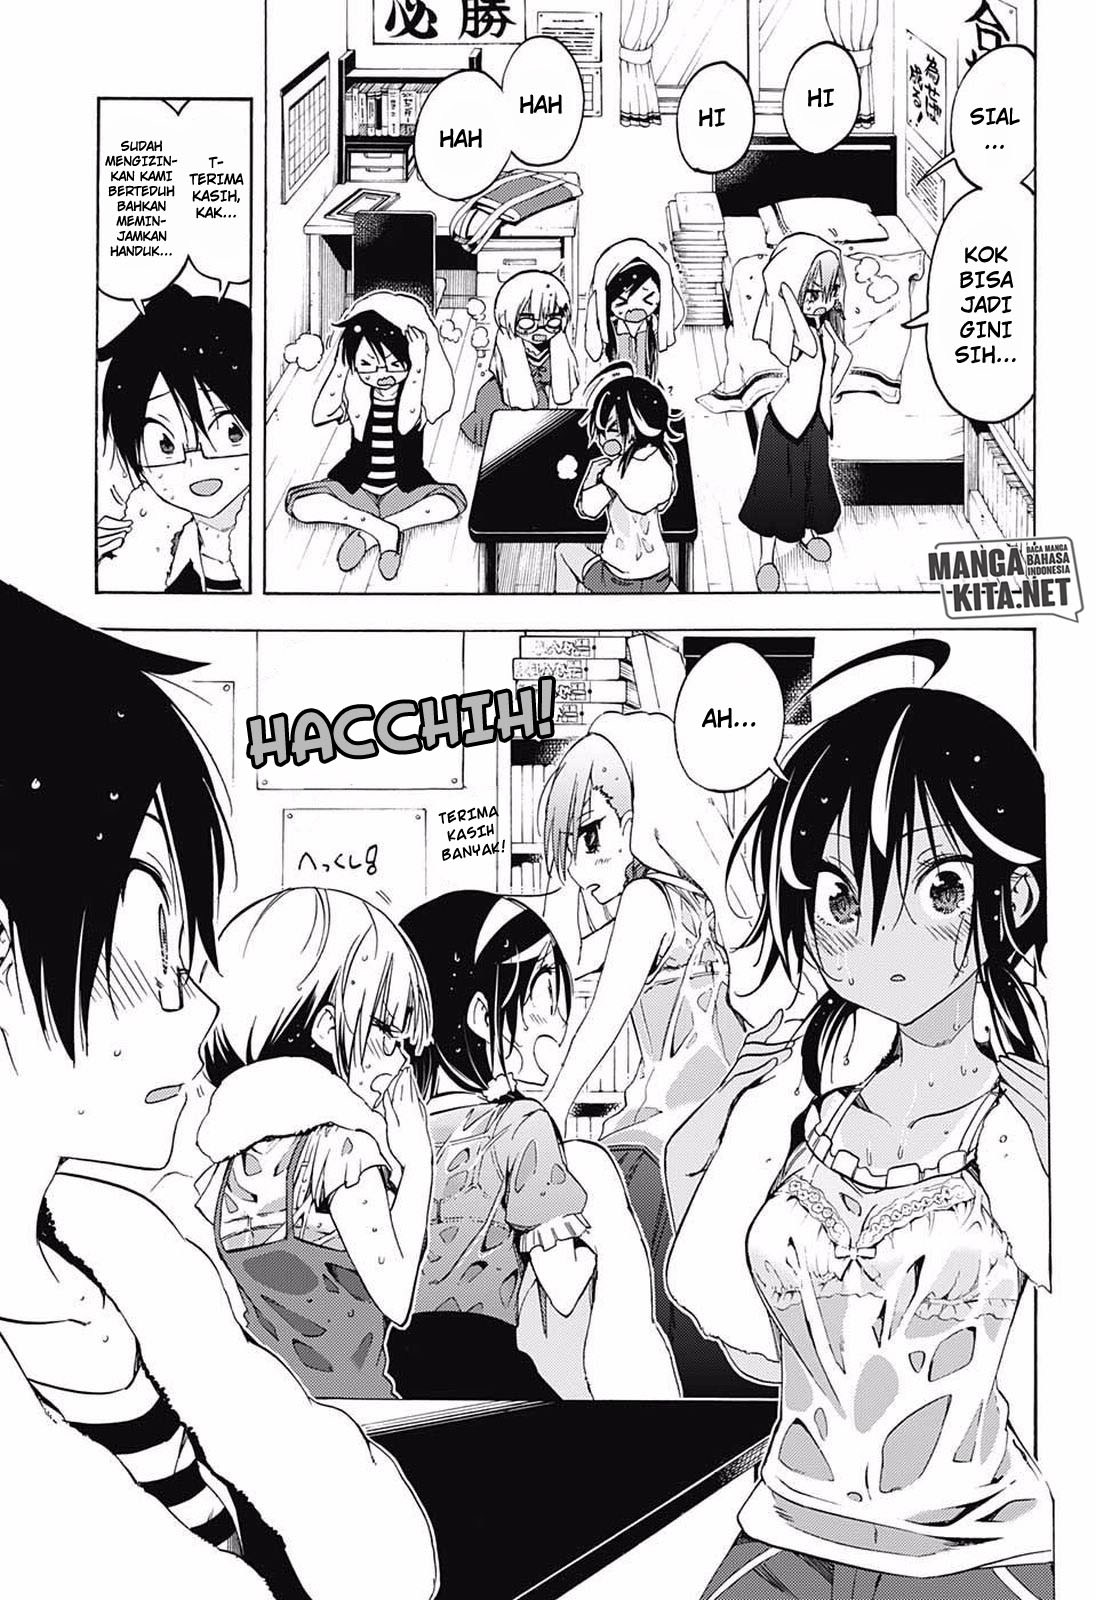 必勝
合
SIAL
...
KOK
BISA
JADI
GINI
SIH...
HI
HI
HAH
HAH
T-
TERIMA
KASIH,
KAK...
SUDAH
MENGIZIN-
KAN KAMI
BERTEDUH
BAHKAN
MEMIN-
JAMKAN
HANDUK...
MANGA
KITA.NET
BACA MANGA
BAHASA
INDONESIA
AH...
HACCHIH!
TERIMA
KASIH
BANYAK!
へっくし!